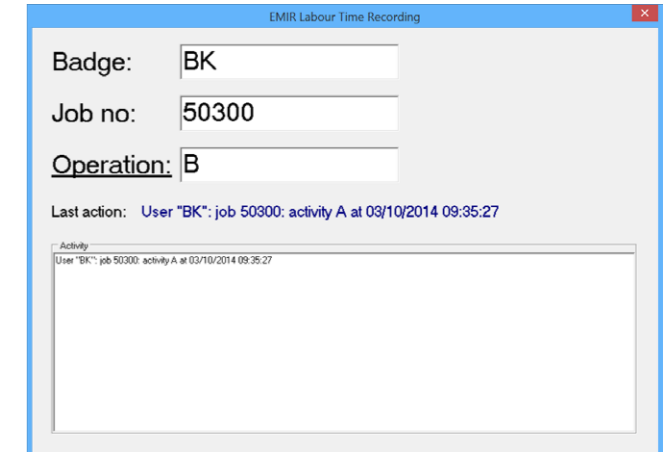 EMIR Labour Time Recording
Badge: BK
Job no: 50300
Operation: B
Last action: User "BK": job 50300: activity A at 03/10/2014 09:35:27
Activity
User "BK": job 50300: activity A at 03/10/2014 09:35:27